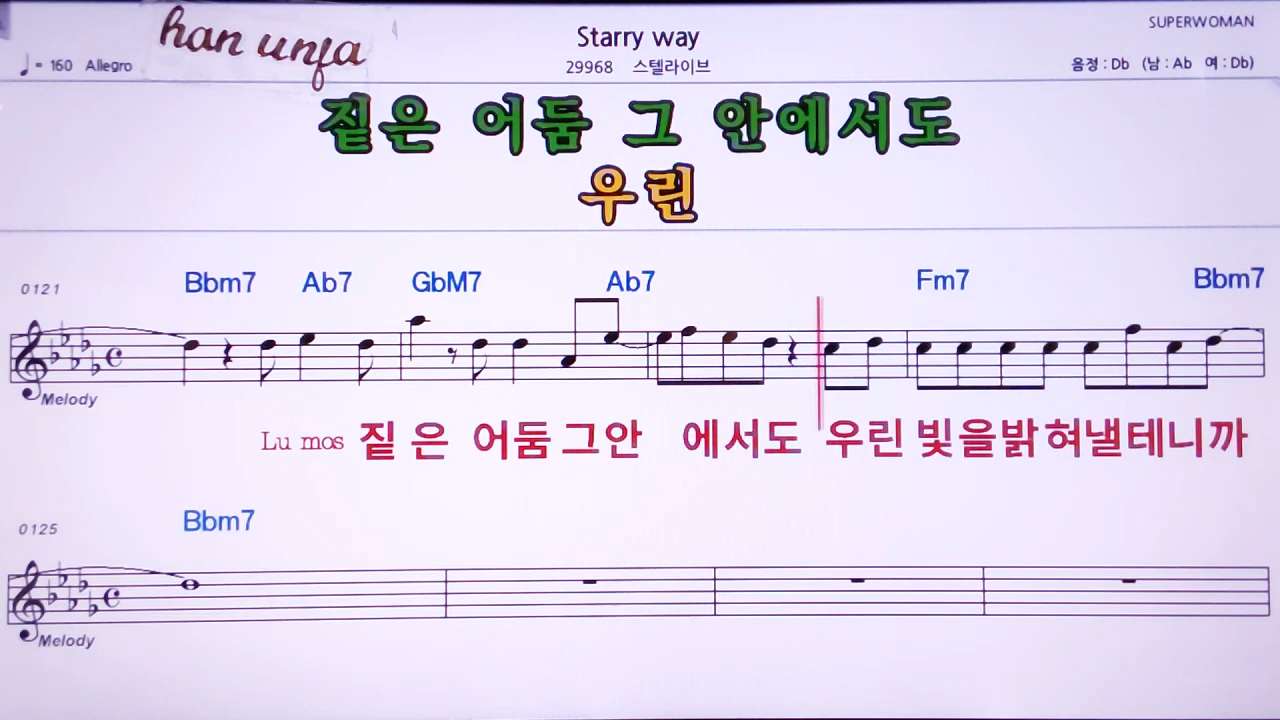 han unfa
Starry way
SUPERWOMAN
♩ = 160 Allegro
29968 스텔라이브
음정 : Db (남 : Ab 여 : Db)
짙은 어둠 그 안에서도
우린
0121 Bbm7 Ab7 GbM7 Ab7 Fm7 Bbm7
Melody
Lu mos 짙 은 어둠 그안 에서도 우린 빛을밝혀낼테니까
0125 Bbm7
Melody